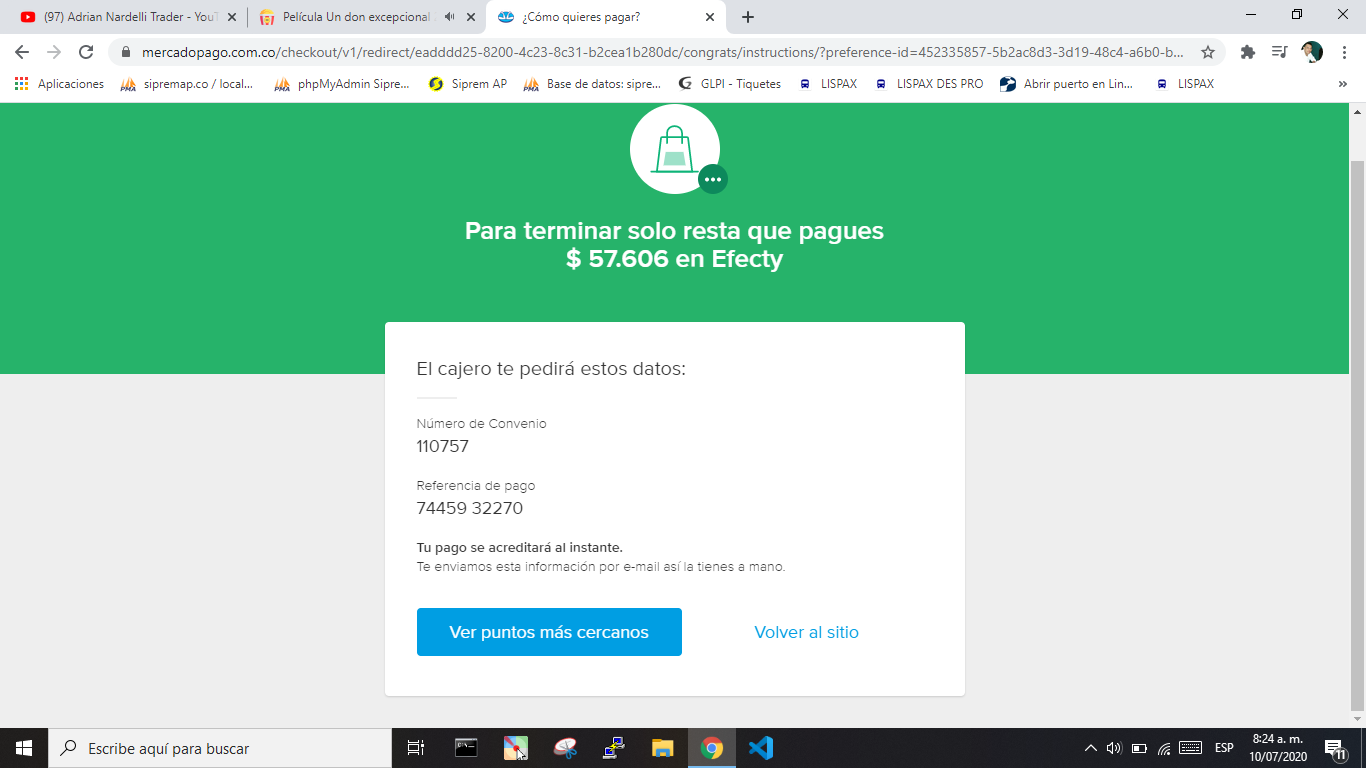 (97) Adrian Nardelli Trader - YouT
Película Un don excepcional
¿Cómo quieres pagar?
mercadopago.com.co/checkout/v1/redirect/eadddd25-8200-4c23-8c31-b2cea1b280dc/congrats/instructions/?preference-id=452335857-5b2ac8d3-3d19-48c4-a6b0-b...
Aplicaciones
sipremap.co / local...
phpMyAdmin Sipre...
Siprem AP
Base de datos: sipre...
GLPI - Tiquetes
LISPAX
LISPAX DES PRO
Abrir puerto en Lin...
LISPAX
»
Para terminar solo resta que pagues
$ 57.606 en Efecty
El cajero te pedirá estos datos:
Número de Convenio
110757
Referencia de pago
74459 32270
Tu pago se acreditará al instante.
Te enviamos esta información por e-mail así la tienes a mano.
Ver puntos más cercanos
Volver al sitio
Escribe aquí para buscar
ESP
8:24 a. m.
10/07/2020
11